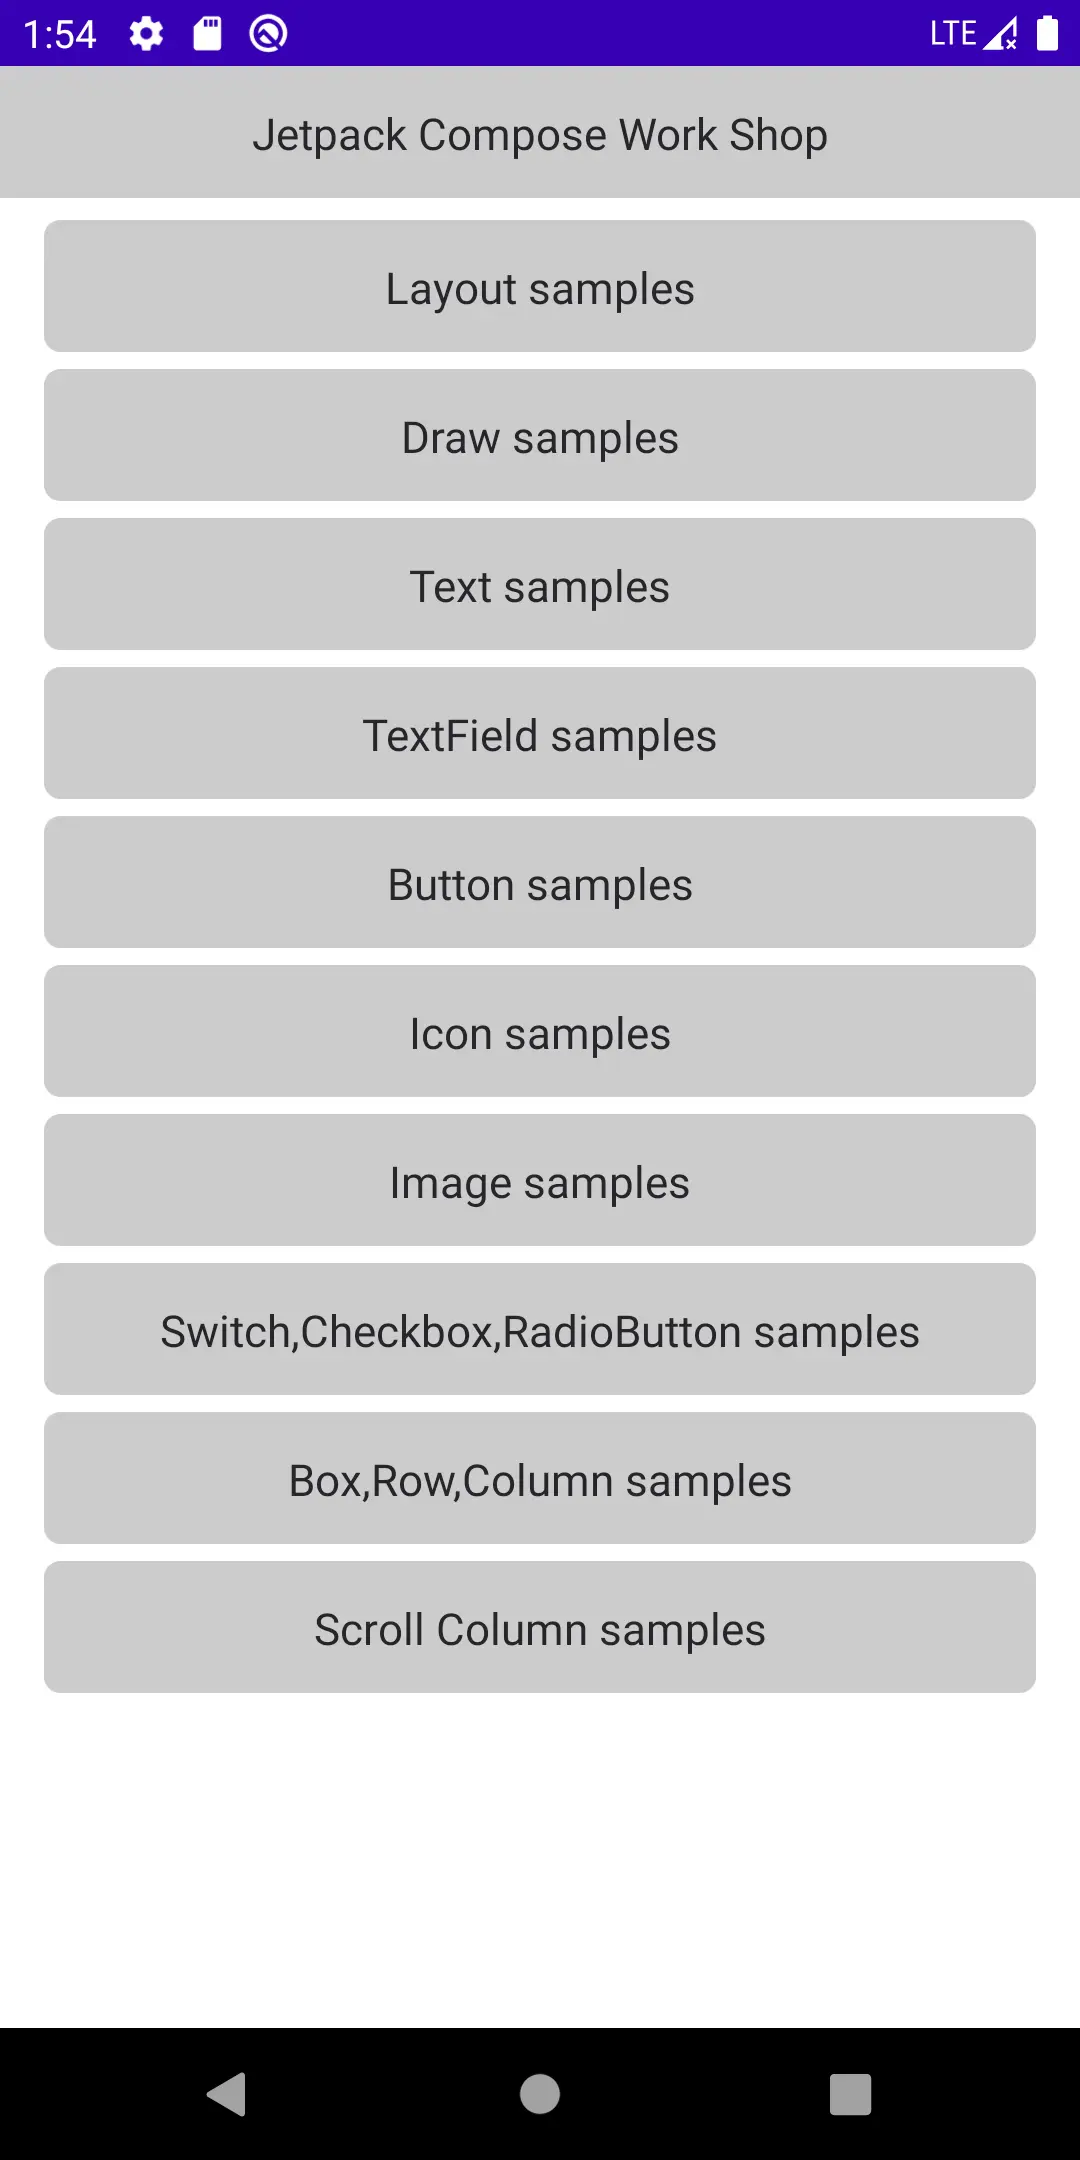 1:54 LTE
Jetpack Compose Work Shop
Layout samples
Draw samples
Text samples
TextField samples
Button samples
Icon samples
Image samples
Switch,Checkbox,RadioButton samples
Box,Row,Column samples
Scroll Column samples